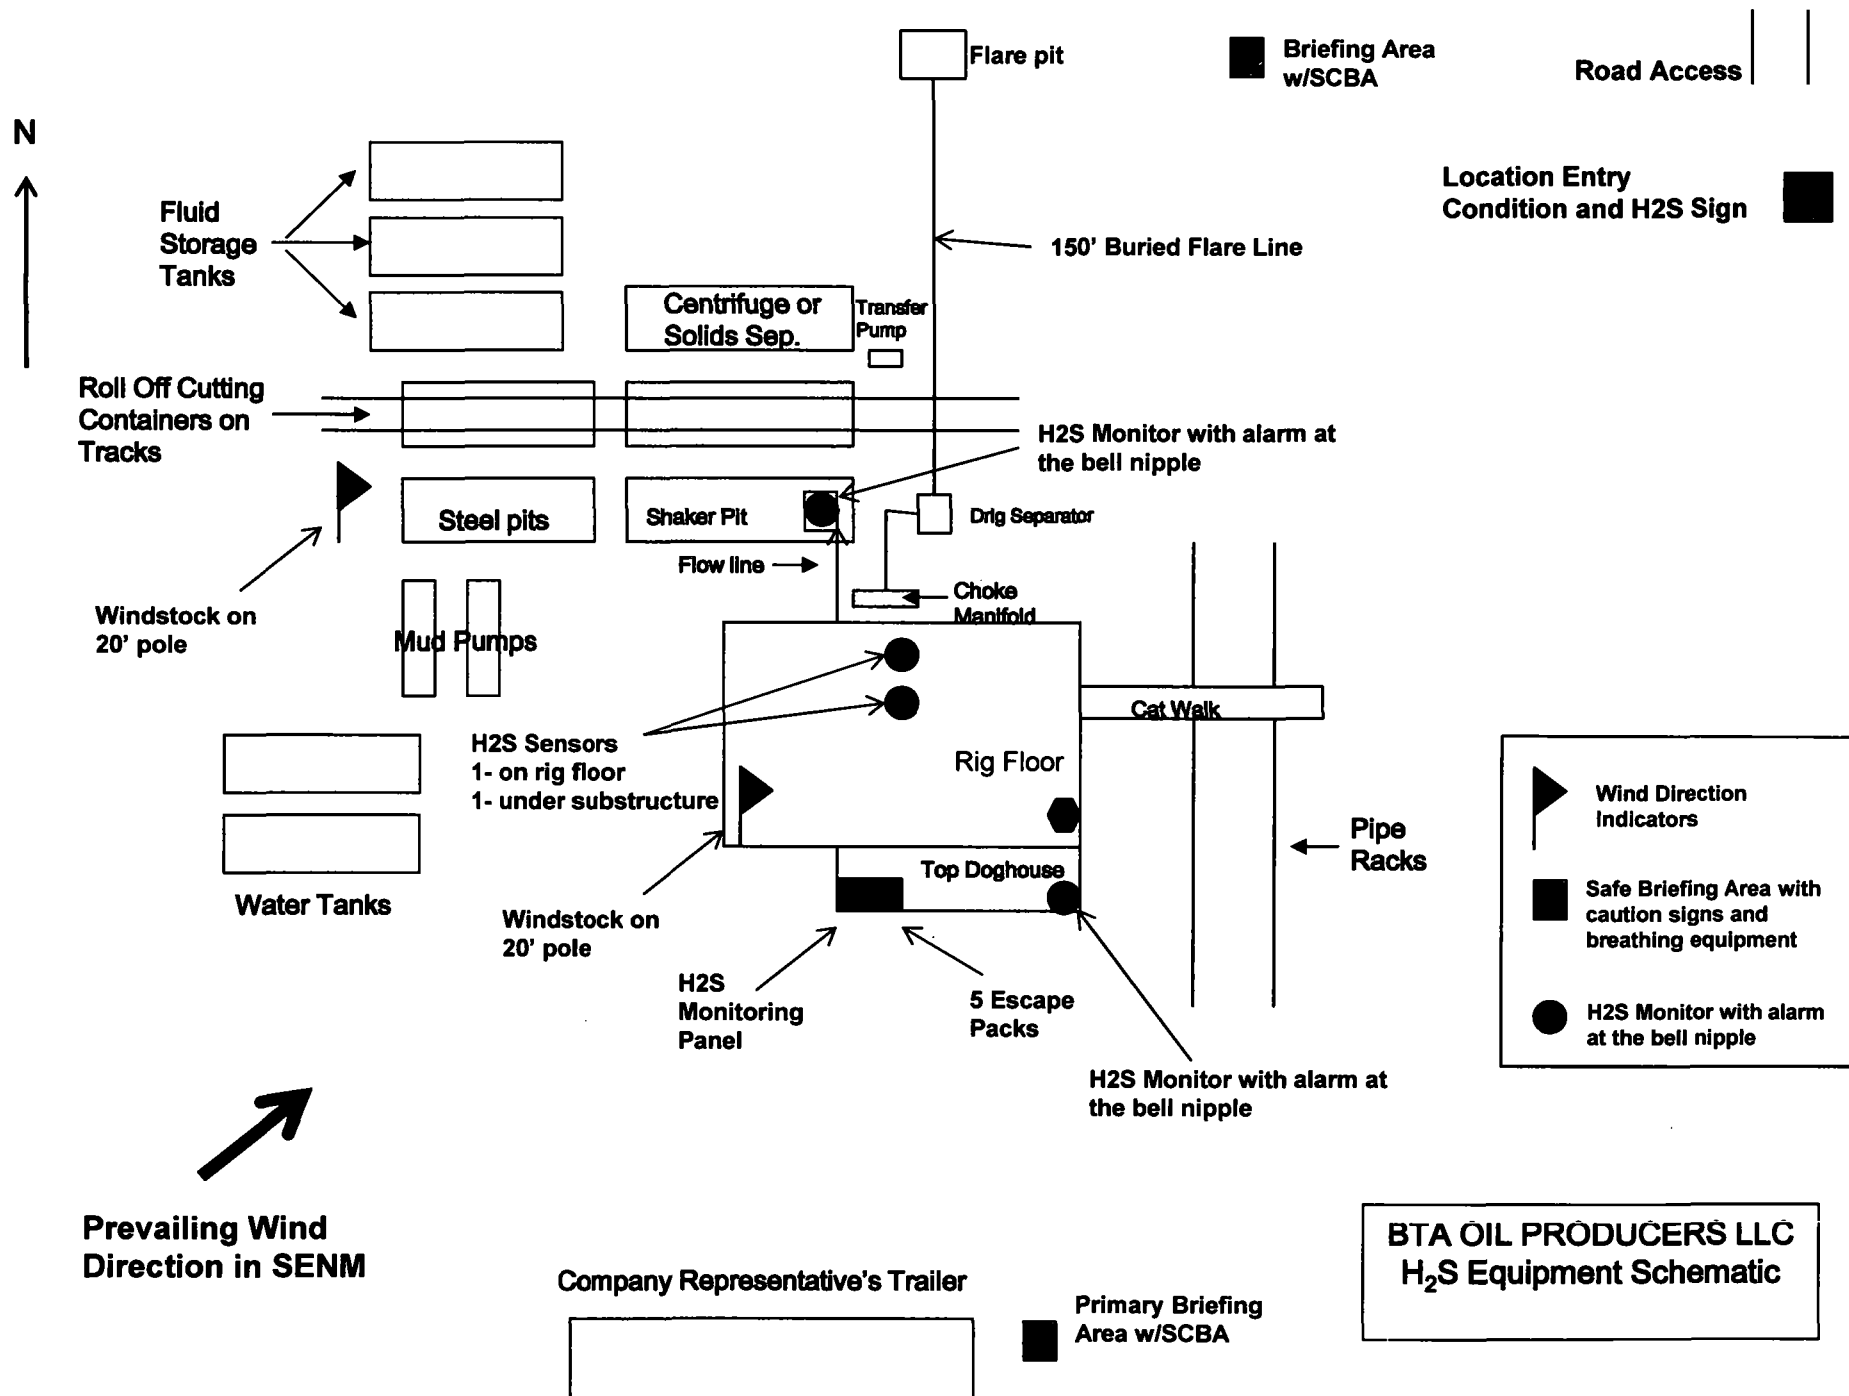 Flare pit
Briefing Area
w/SCBA
Road Access
N
Location Entry
Condition and H2S Sign
Fluid
Storage
Tanks
150' Buried Flare Line
Centrifuge or
Solids Sep.
Transfer
Pump
Roll Off Cutting
Containers on
Tracks
H2S Monitor with alarm at
the bell nipple
Steel pits
Shaker Pit
Drlg Separator
Flow line
Choke
Manifold
Windstock on
20' pole
Mud Pumps
Cat Walk
H2S Sensors
1- on rig floor
1- under substructure
Rig Floor
Wind Direction
Indicators
Pipe
Racks
Top Doghouse
Safe Briefing Area with
caution signs and
breathing equipment
Water Tanks
Windstock on
20' pole
H2S
Monitoring
Panel
5 Escape
Packs
H2S Monitor with alarm
at the bell nipple
H2S Monitor with alarm at
the bell nipple
Prevailing Wind
Direction in SENM
BTA OIL PRODUCERS LLC
H2S Equipment Schematic
Company Representative's Trailer
Primary Briefing
Area w/SCBA